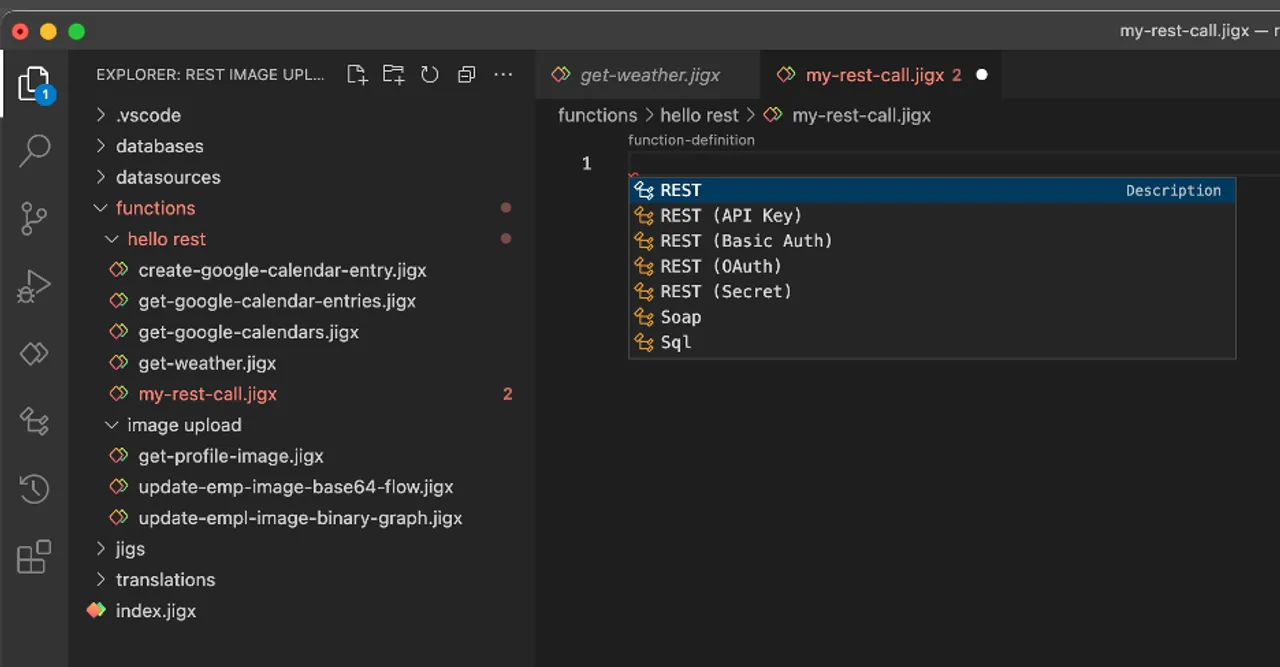 my-rest-call.jigx —
EXPLORER: REST IMAGE UPL...
1
.vscode
databases
datasources
functions
hello rest
create-google-calendar-entry.jigx
get-google-calendar-entries.jigx
get-google-calendars.jigx
get-weather.jigx
my-rest-call.jigx 2
image upload
get-profile-image.jigx
update-emp-image-base64-flow.jigx
update-empl-image-binary-graph.jigx
jigs
translations
index.jigx
get-weather.jigx
my-rest-call.jigx 2
functions > hello rest > my-rest-call.jigx
function-definition
1
REST Description
REST (API Key)
REST (Basic Auth)
REST (OAuth)
REST (Secret)
Soap
Sql